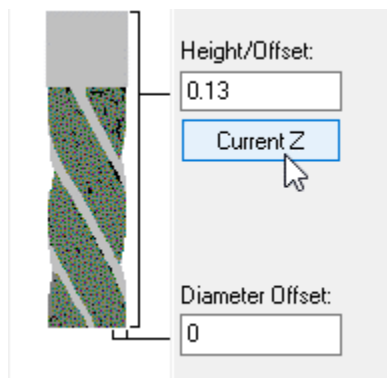 Height/Offset:
0.13
Current Z
Diameter Offset:
0